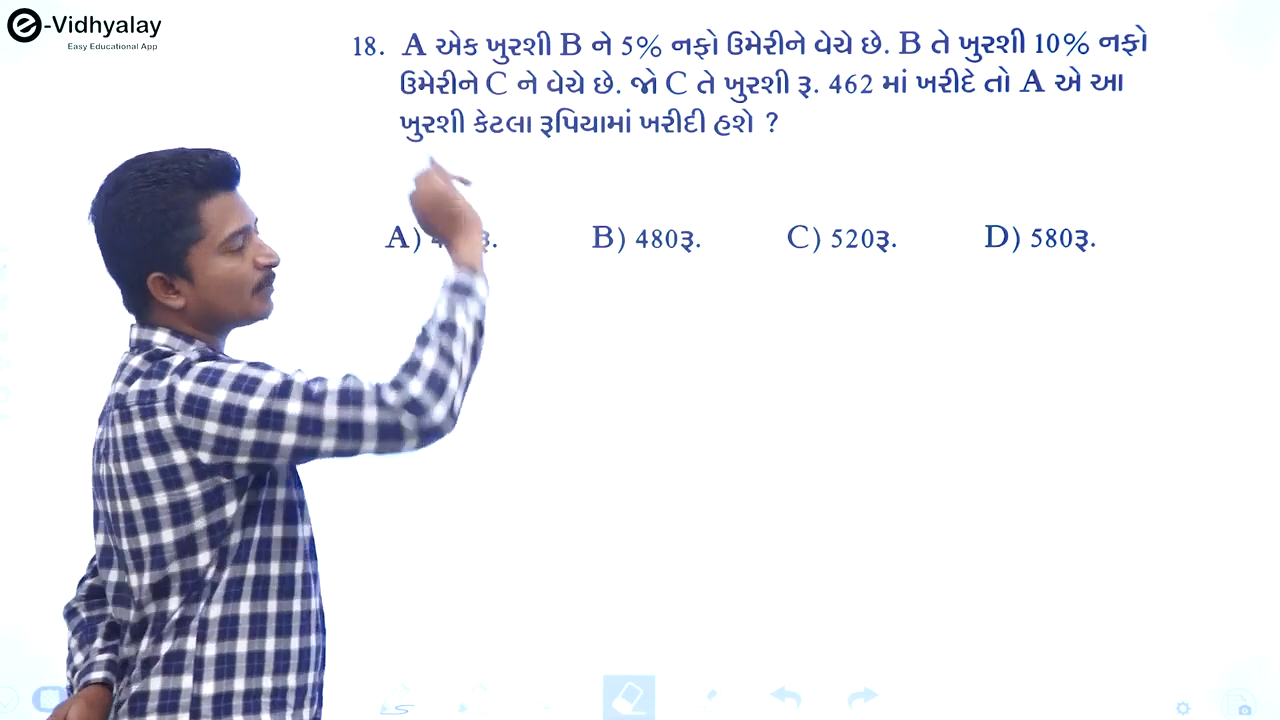 e-Vidhyalay
Easy Educational App
18. A એક ખુરશી B ને 5% નફો ઉમેરીને વેચે છે. B તે ખુરશી 10% નફો
ઉમેરીને C ને વેચે છે. જો C તે ખુરશી રૂ. 462 માં ખરીદે તો A એ આ
ખુરશી કેટલા રૂપિયામાં ખરીદી હશે ?
A) રૂ. B) 480રૂ. C) 520રૂ. D) 580રૂ.